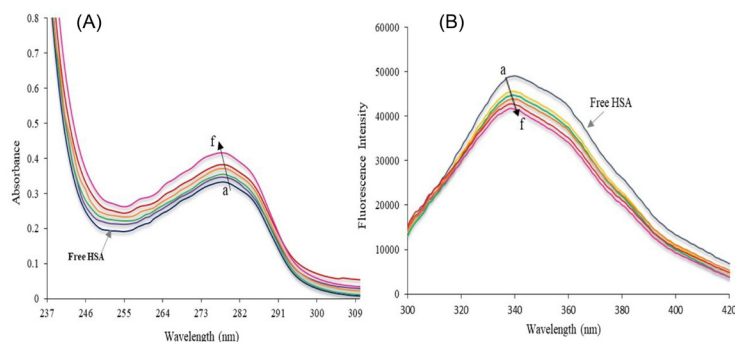 (A)
0.8
0.7
0.6
0.5
0.4
0.3
0.2
0.1
0
Absorbance
f
a
Free HSA
237 246 255 264 273 282 291 300 309
Wavelength (nm)
(B)
60000
50000
40000
30000
20000
10000
0
Fluorescence Intensity
a
f
Free HSA
300 320 340 360 380 400 420
Wavelength (nm)